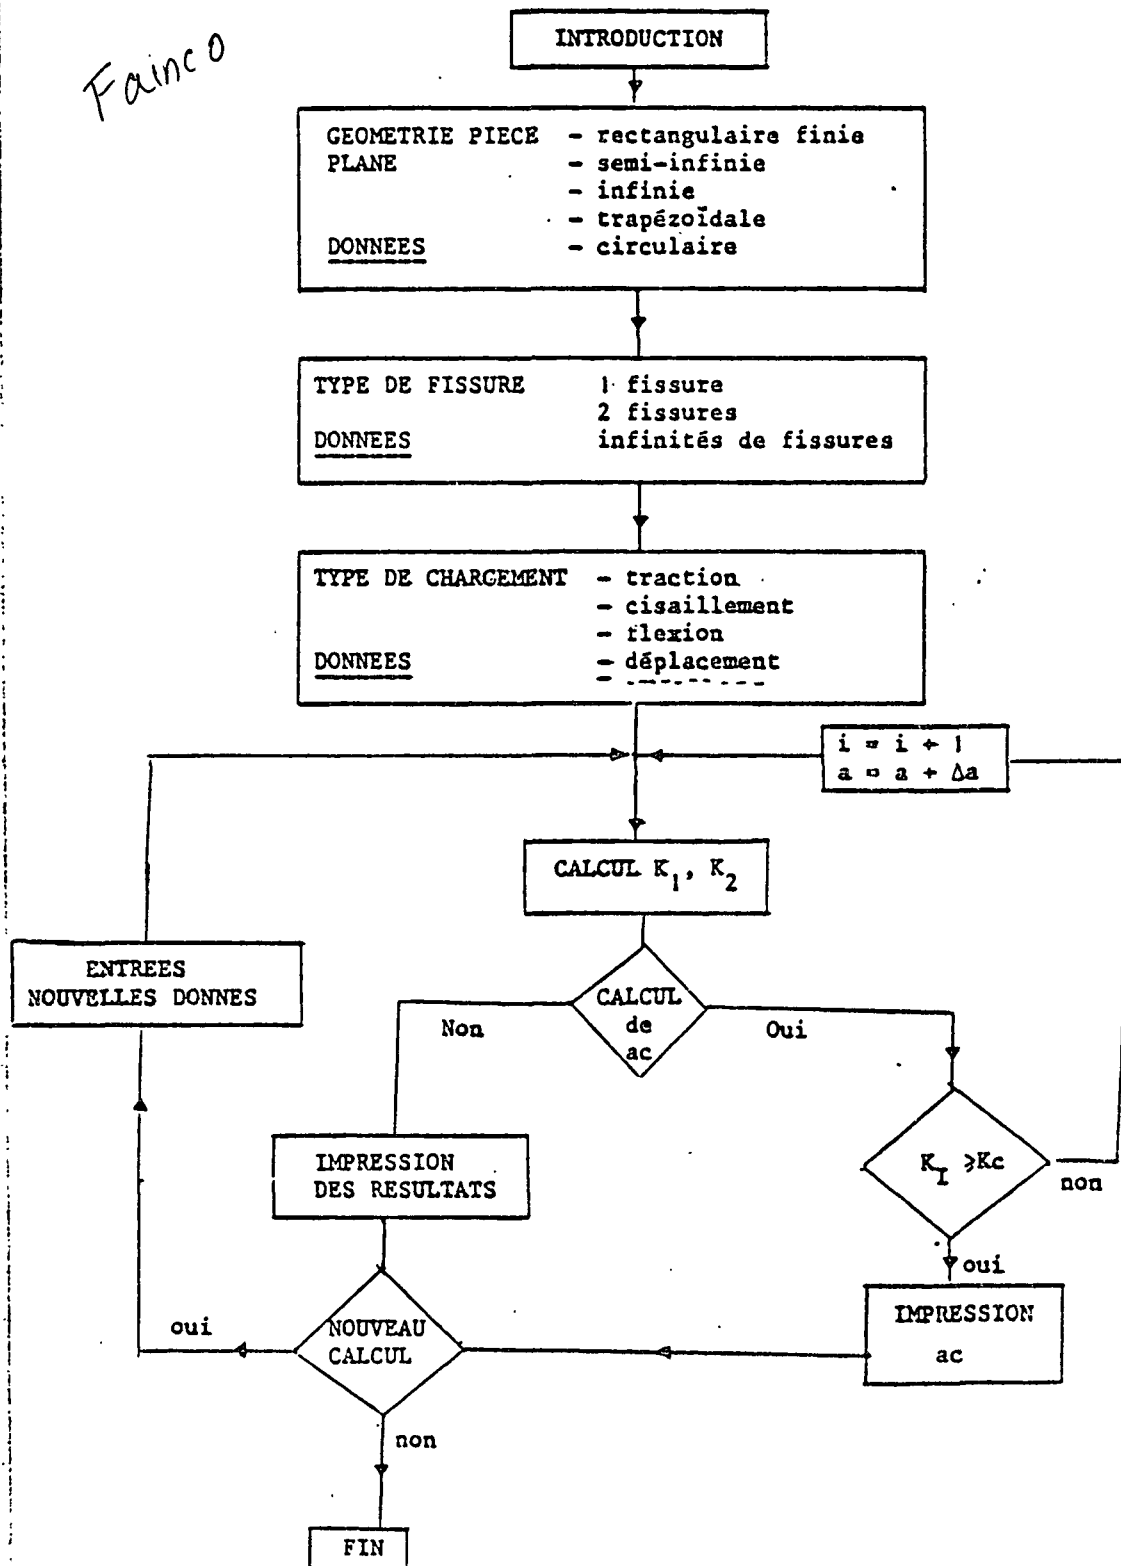 Fainco
INTRODUCTION
GEOMETRIE PIECE - rectangulaire finie
PLANE - semi-infinie
- infinie
- trapézoïdale
DONNEES - circulaire
TYPE DE FISSURE 1 fissure
2 fissures
DONNEES infinités de fissures
TYPE DE CHARGEMENT - traction
- cisaillement
- flexion
DONNEES - déplacement
- -------
i = i + 1
a = a + Δa
CALCUL K1, K2
ENTREES
NOUVELLES DONNES
CALCUL
de
ac
Non
Oui
IMPRESSION
DES RESULTATS
KI ⩾Kc
non
oui
IMPRESSION
ac
NOUVEAU
CALCUL
oui
non
FIN